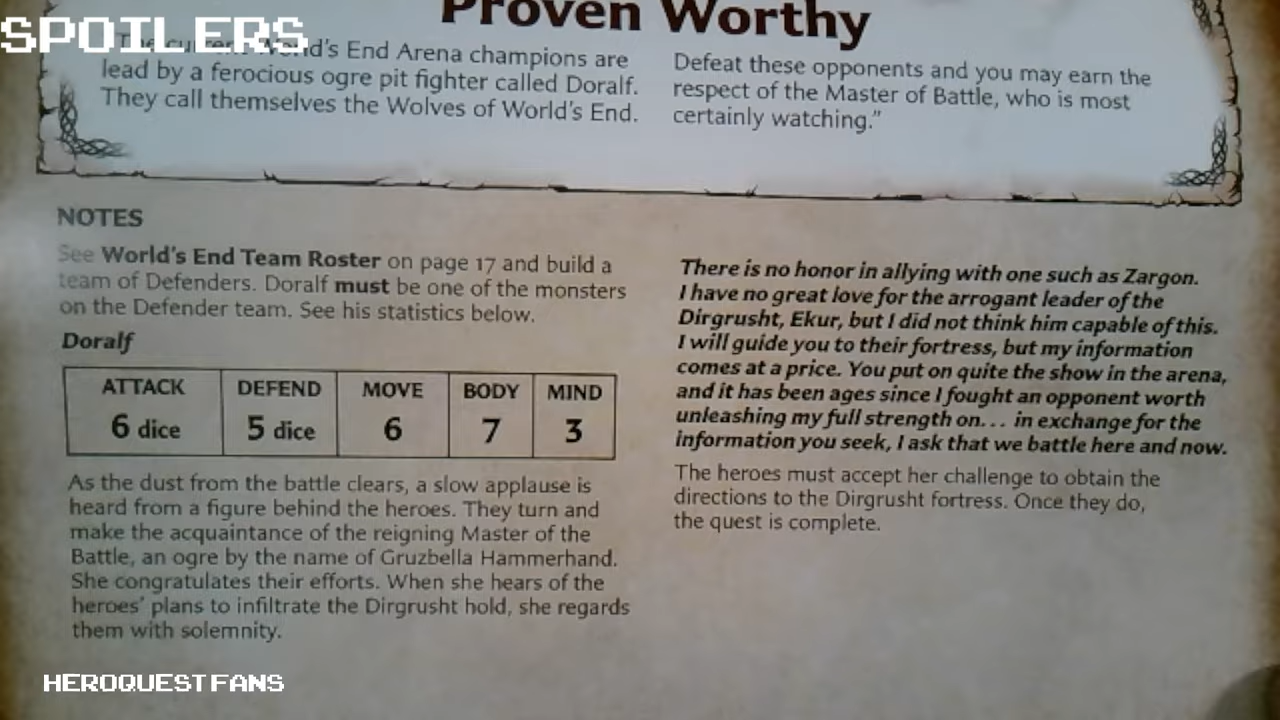 Proven Worthy
SPOILERS
The current World's End Arena champions are
lead by a ferocious ogre pit fighter called Doralf.
They call themselves the Wolves of World's End.
Defeat these opponents and you may earn the
respect of the Master of Battle, who is most
certainly watching."
NOTES
See World's End Team Roster on page 17 and build a
team of Defenders. Doralf must be one of the monsters
on the Defender team. See his statistics below.
Doralf
ATTACK DEFEND MOVE BODY MIND
6 dice 5 dice 6 7 3
As the dust from the battle clears, a slow applause is
heard from a figure behind the heroes. They turn and
make the acquaintance of the reigning Master of the
Battle, an ogre by the name of Gruzbella Hammerhand.
She congratulates their efforts. When she hears of the
heroes' plans to infiltrate the Dirgrusht hold, she regards
them with solemnity.
There is no honor in allying with one such as Zargon.
I have no great love for the arrogant leader of the
Dirgrusht, Ekur, but I did not think him capable of this.
I will guide you to their fortress, but my information
comes at a price. You put on quite the show in the arena,
and it has been ages since I fought an opponent worth
unleashing my full strength on... in exchange for the
information you seek, I ask that we battle here and now.
The heroes must accept her challenge to obtain the
directions to the Dirgrusht fortress. Once they do,
the quest is complete.
HEROQUEST FANS